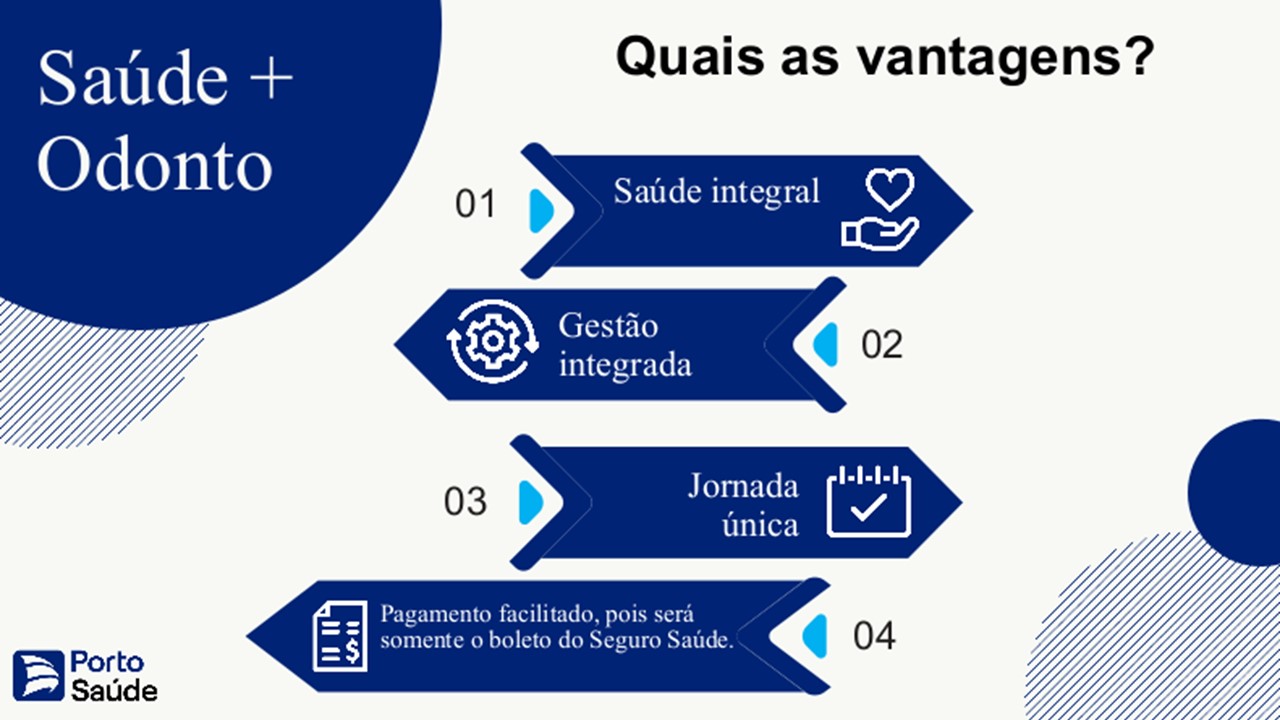 Saúde +
Odonto
Quais as vantagens?
01
Saúde integral
Gestão
integrada
02
03
Jornada
única
Pagamento facilitado, pois será
somente o boleto do Seguro Saúde.
04
$
Porto
Saúde